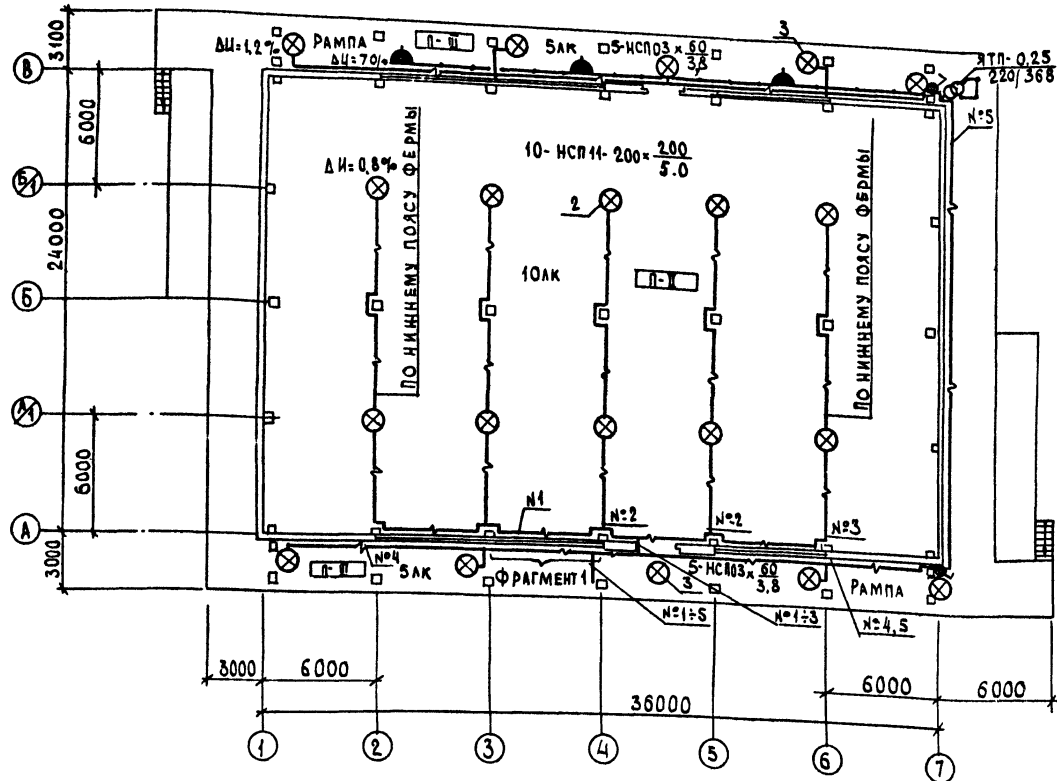 3100
ΔU=1,2%
РАМПА
П-III
5ЛК
5-НСП03×60/3,8
3
ЯТП-0,25
220/36В
ΔU=70%
В
№5
6000
10-НСП11-200×200/5.0
ΔU=0,8%
Б/1
2
ПО НИЖНЕМУ ПОЯСУ ФЕРМЫ
ПО НИЖНЕМУ ПОЯСУ ФЕРМЫ
24000
10ЛК
Б
А/1
6000
N1
№2
№2
№3
А
3000
№4
П-III
5ЛК
ФРАГМЕНТ 1
3
5-НСП03×60/3,8
РАМПА
№1÷5
№1÷3
№4,5
3000
6000
6000
6000
36000
1
2
3
4
5
6
7